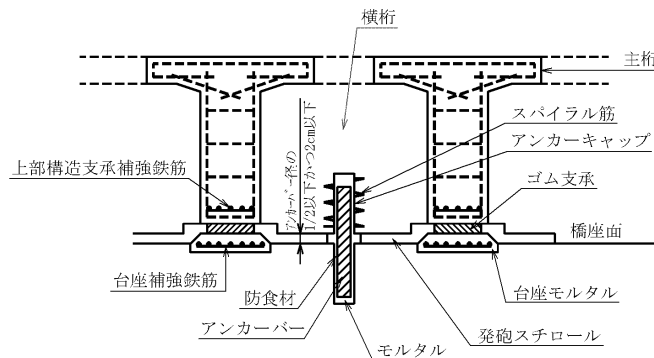 横桁
主桁
スパイラル筋
アンカーキャップ
上部構造支承補強鉄筋
アンカーバー径の
1/2以下かつ2cm以下
ゴム支承
橋座面
台座補強鉄筋
防食材
台座モルタル
アンカーバー
発砲スチロール
モルタル